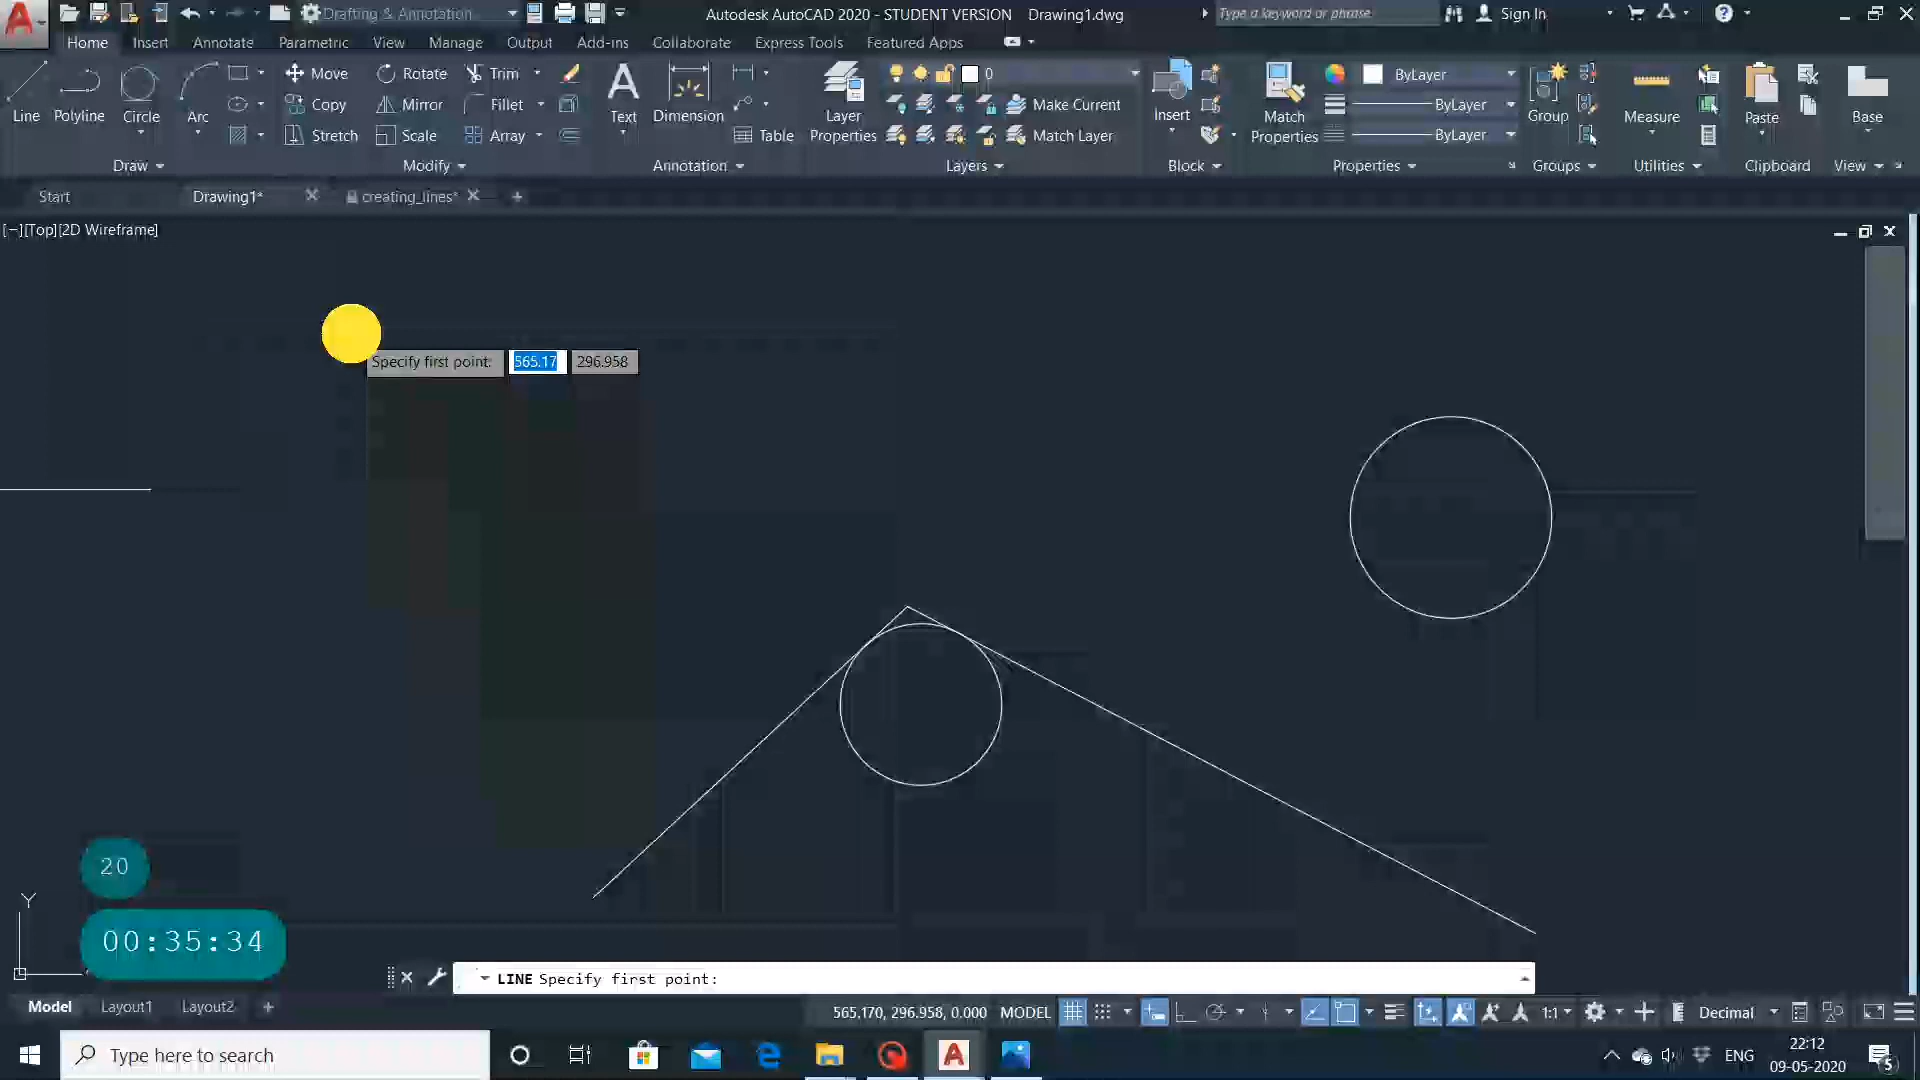 Drafting & Annotation
Autodesk AutoCAD 2020 - STUDENT VERSION Drawing1.dwg
Type a keyword or phrase
Sign In
Home Insert Annotate Parametric View Manage Output Add-ins Collaborate Express Tools Featured Apps
Line Polyline Circle Arc
Move Rotate Trim
Copy Mirror Fillet
Stretch Scale Array
Text Dimension Table
Layer Properties
0
Make Current
Match Layer
Insert
Match Properties
ByLayer
ByLayer
ByLayer
Group Measure Paste Base
Draw Modify Annotation Layers Block Properties Groups Utilities Clipboard View
Start Drawing1* creating_lines*
[−][Top][2D Wireframe]
Specify first point: 565.17 296.958
20
00:35:34
Y
LINE Specify first point:
Model Layout1 Layout2
565.170, 296.958, 0.000 MODEL 1:1 Decimal
Type here to search
ENG
22:12
09-05-2020
5